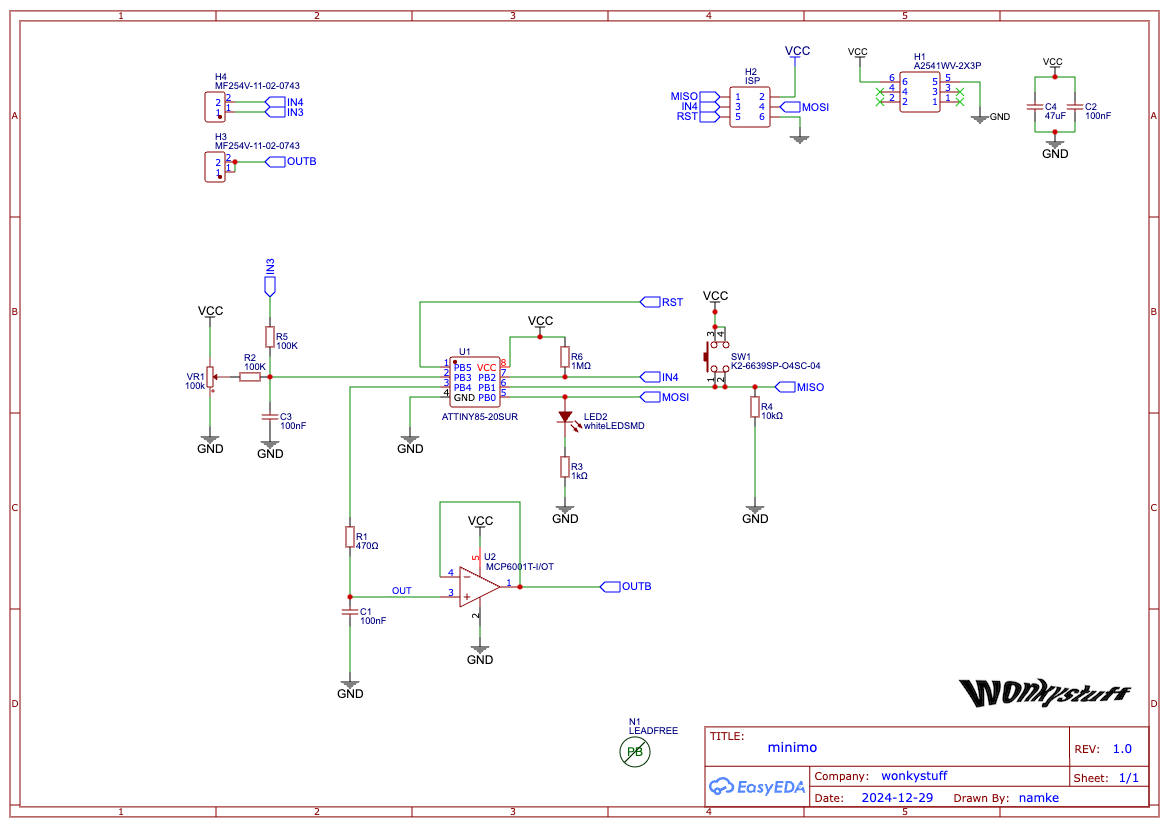 1 2 3 4 5
A A
B B
C C
D D
H4
MF254V-11-02-0743
2 2 IN4
1 1 IN3
H3
MF254V-11-02-0743
2 2 OUTB
1 1
VCC
H2
ISP
MISO 1 2
IN4 3 4 MOSI
RST 5 6
VCC
H1
A2541WV-2X3P
6 6 5 5
4 4 3 3
2 2 1 1
GND
VCC
C4
47uF
C2
100nF
GND
IN3
VCC
R5
100K
R2
100K
VR1
100k
C3
100nF
GND
GND
RST
VCC
U1
1 PB5 VCC 8
2 PB3 PB2 7
3 PB4 PB1 6
4 GND PB0 5
ATTINY85-20SUR
GND
R6
1MΩ
IN4
MOSI
LED2
whiteLEDSMD
R3
1kΩ
GND
VCC
3 4
SW1
K2-6639SP-O4SC-04
1 2
MISO
R4
10kΩ
GND
R1
470Ω
OUT
C1
100nF
GND
VCC
5
U2
MCP6001T-I/OT
4 −
3 +
1
2
OUTB
GND
wonkystuff
N1
LEADFREE
PB
TITLE:
minimo
REV: 1.0
EasyEDA
Company: wonkystuff
Sheet: 1/1
Date: 2024-12-29 Drawn By: namke
1 2 3 4 5